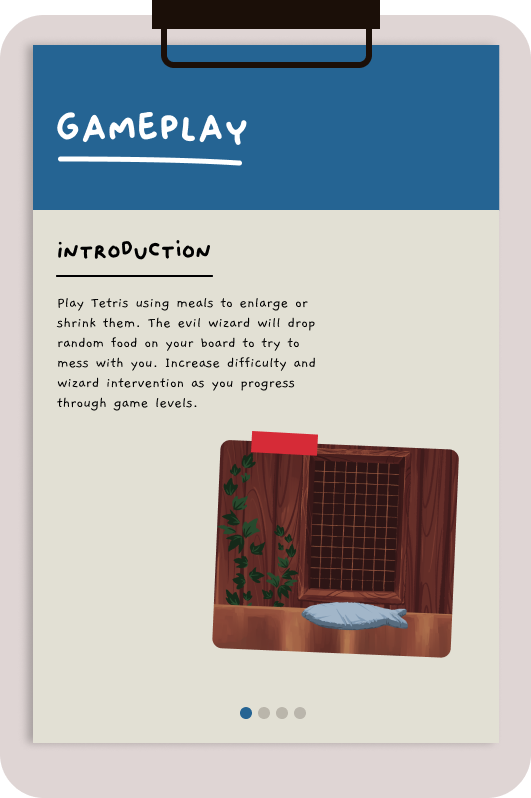 GAMEPLAY
iNTRODUCTiON
Play Tetris using meals to enlarge or
shrink them. The evil wizard will drop
random food on your board to try to
mess with you. Increase difficulty and
wizard intervention as you progress
through game levels.